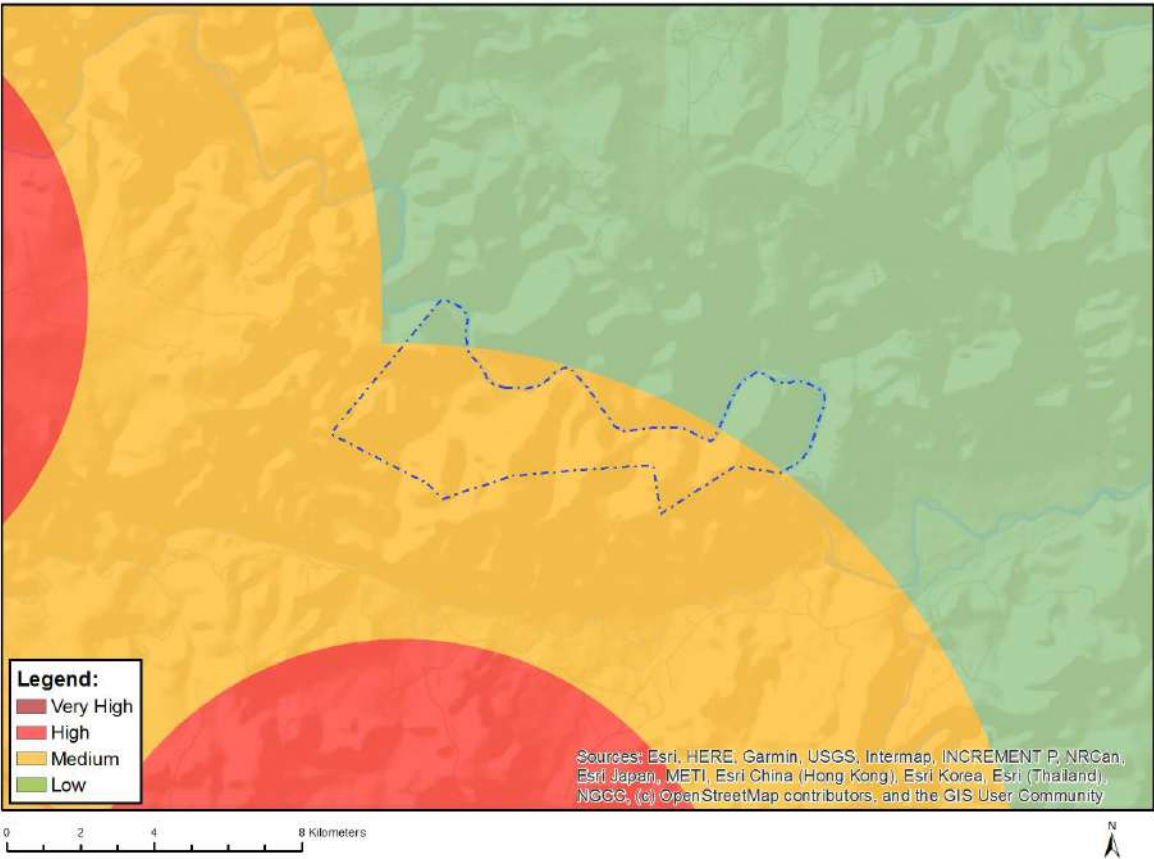 Legend:
Very High
High
Medium
Low
Sources: Esri, HERE, Garmin, USGS, Intermap, INCREMENT P, NRCan,
Esri Japan, METI, Esri China (Hong Kong), Esri Korea, Esri (Thailand),
NGCC, (c) OpenStreetMap contributors, and the GIS User Community
0 2 4 8 Kilometers
N